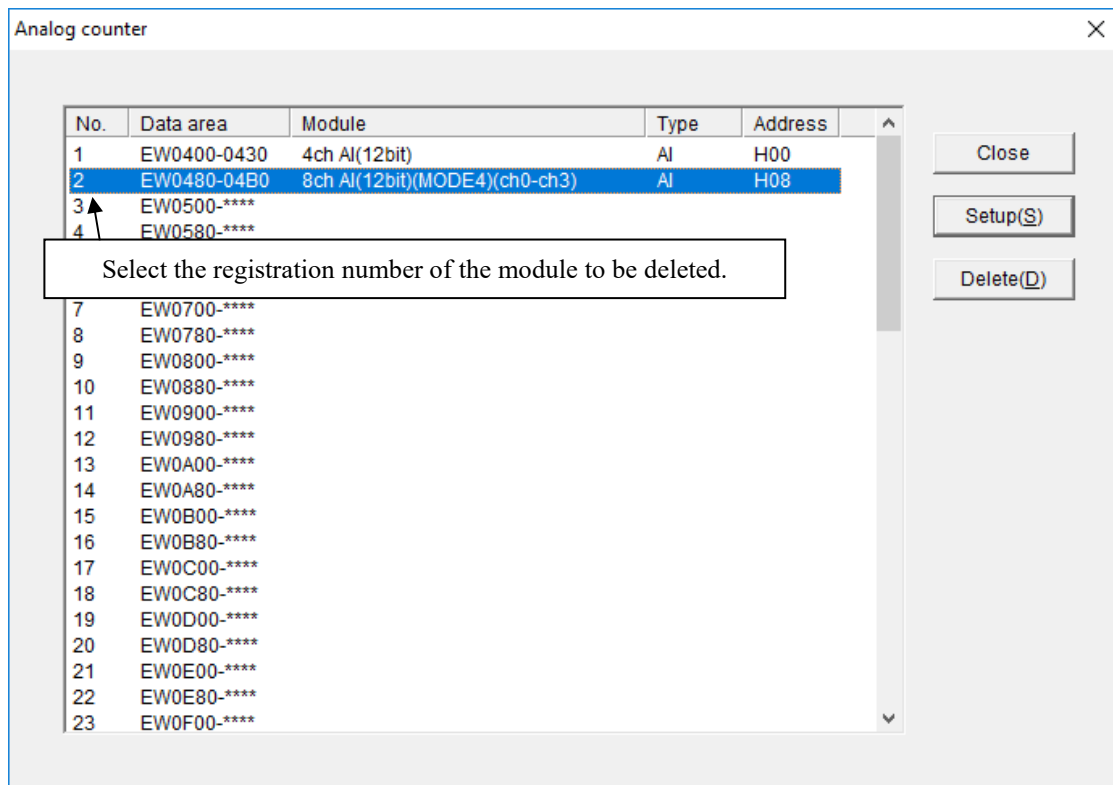 Analog counter
No. Data area Module Type Address
1 EW0400-0430 4ch AI(12bit) AI H00
2 EW0480-04B0 8ch AI(12bit)(MODE4)(ch0-ch3) AI H08
3 EW0500-****
4 EW0580-****
Select the registration number of the module to be deleted.
7 EW0700-****
8 EW0780-****
9 EW0800-****
10 EW0880-****
11 EW0900-****
12 EW0980-****
13 EW0A00-****
14 EW0A80-****
15 EW0B00-****
16 EW0B80-****
17 EW0C00-****
18 EW0C80-****
19 EW0D00-****
20 EW0D80-****
21 EW0E00-****
22 EW0E80-****
23 EW0F00-****
Close
Setup(S)
Delete(D)